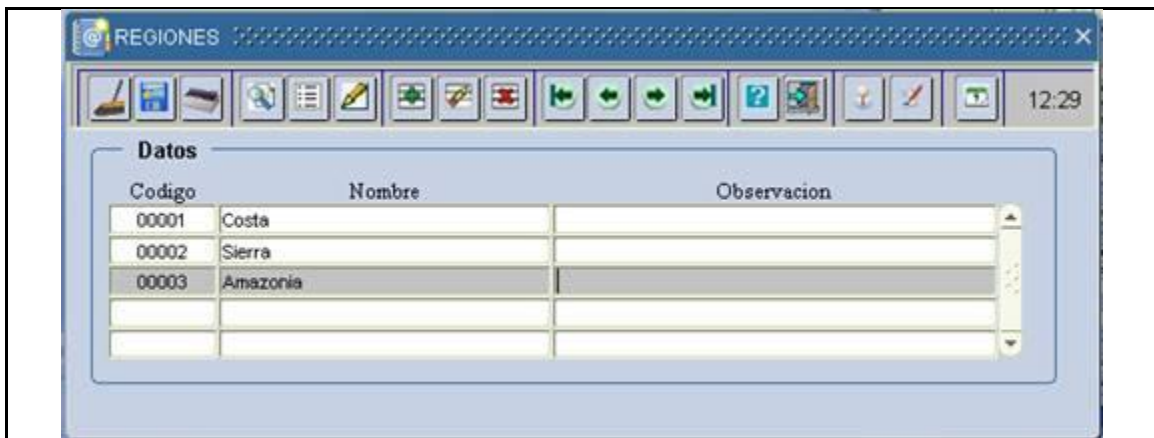 REGIONES
12:29
Datos
Codigo Nombre Observacion
00001 Costa
00002 Sierra
00003 Amazonia